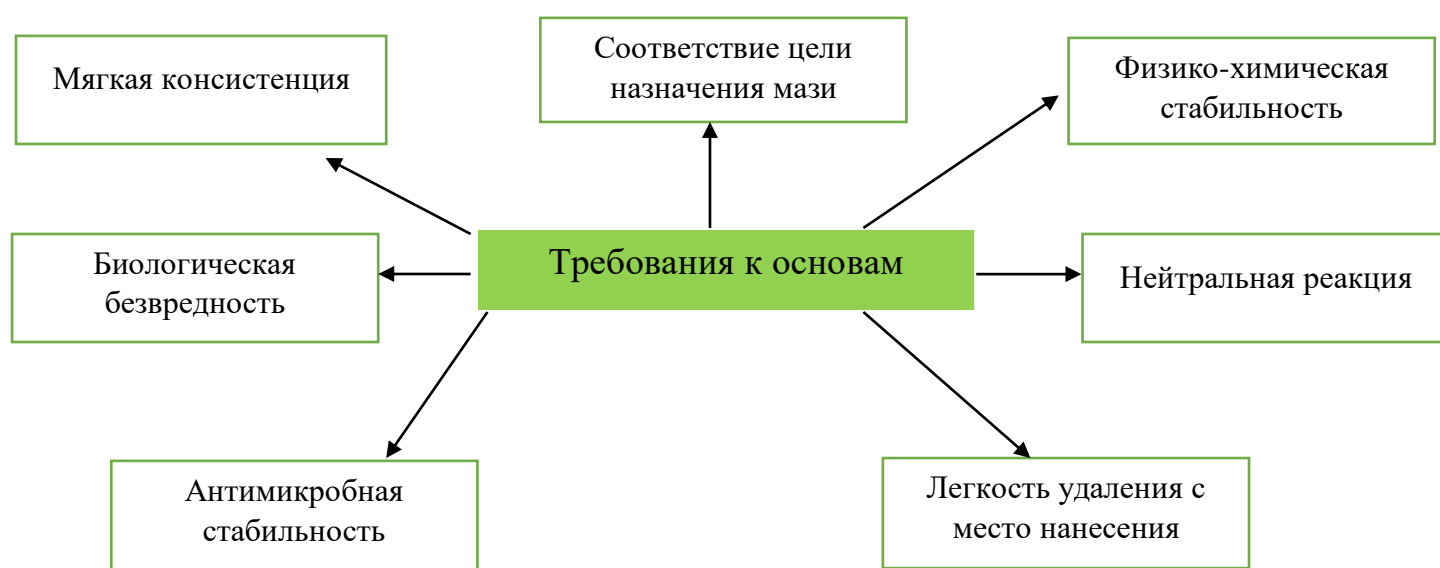 Мягкая консистенция
Соответствие цели
назначения мази
Физико-химическая
стабильность
Биологическая
безвредность
Требования к основам
Нейтральная реакция
Антимикробная
стабильность
Легкость удаления с
место нанесения